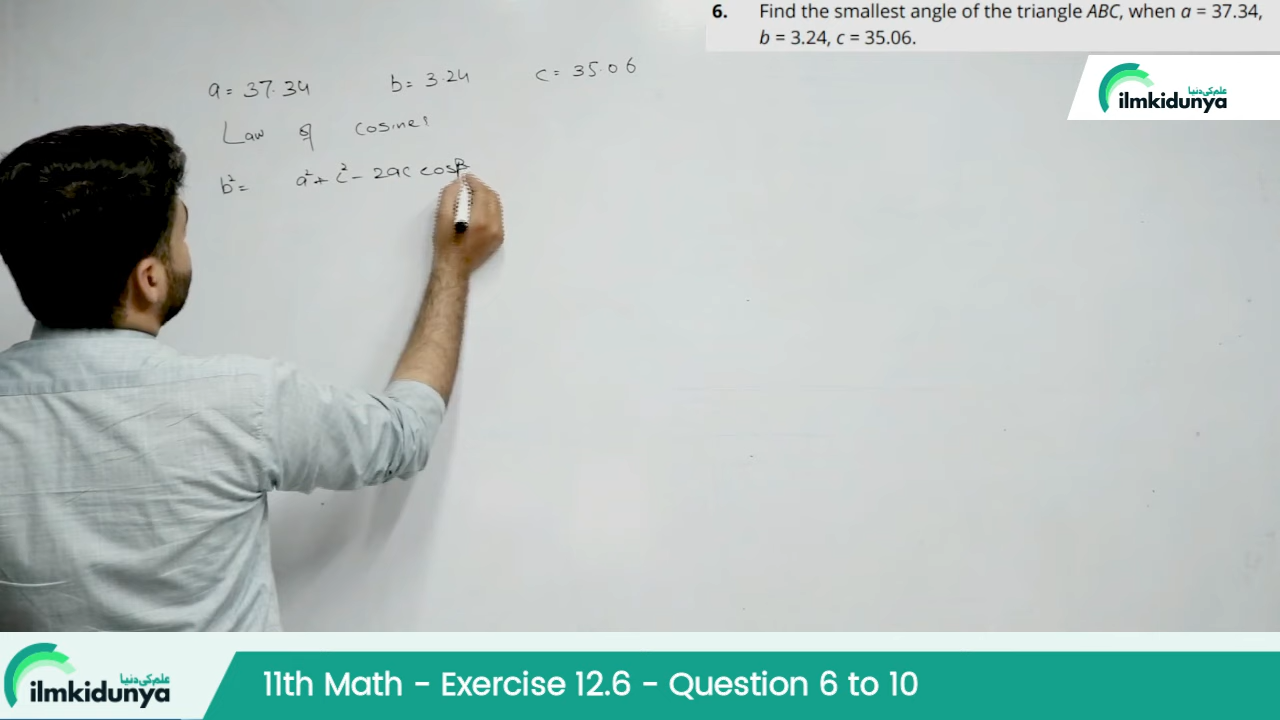 6. Find the smallest angle of the triangle ABC, when a = 37.34,
b = 3.24, c = 35.06.
علم کی دنیا
ilmkidunya
a = 37.34 b = 3.24 c = 35.06
Law of cosines
b² = a² + c² - 2ac cosβ
علم کی دنیا
ilmkidunya
11th Math - Exercise 12.6 - Question 6 to 10